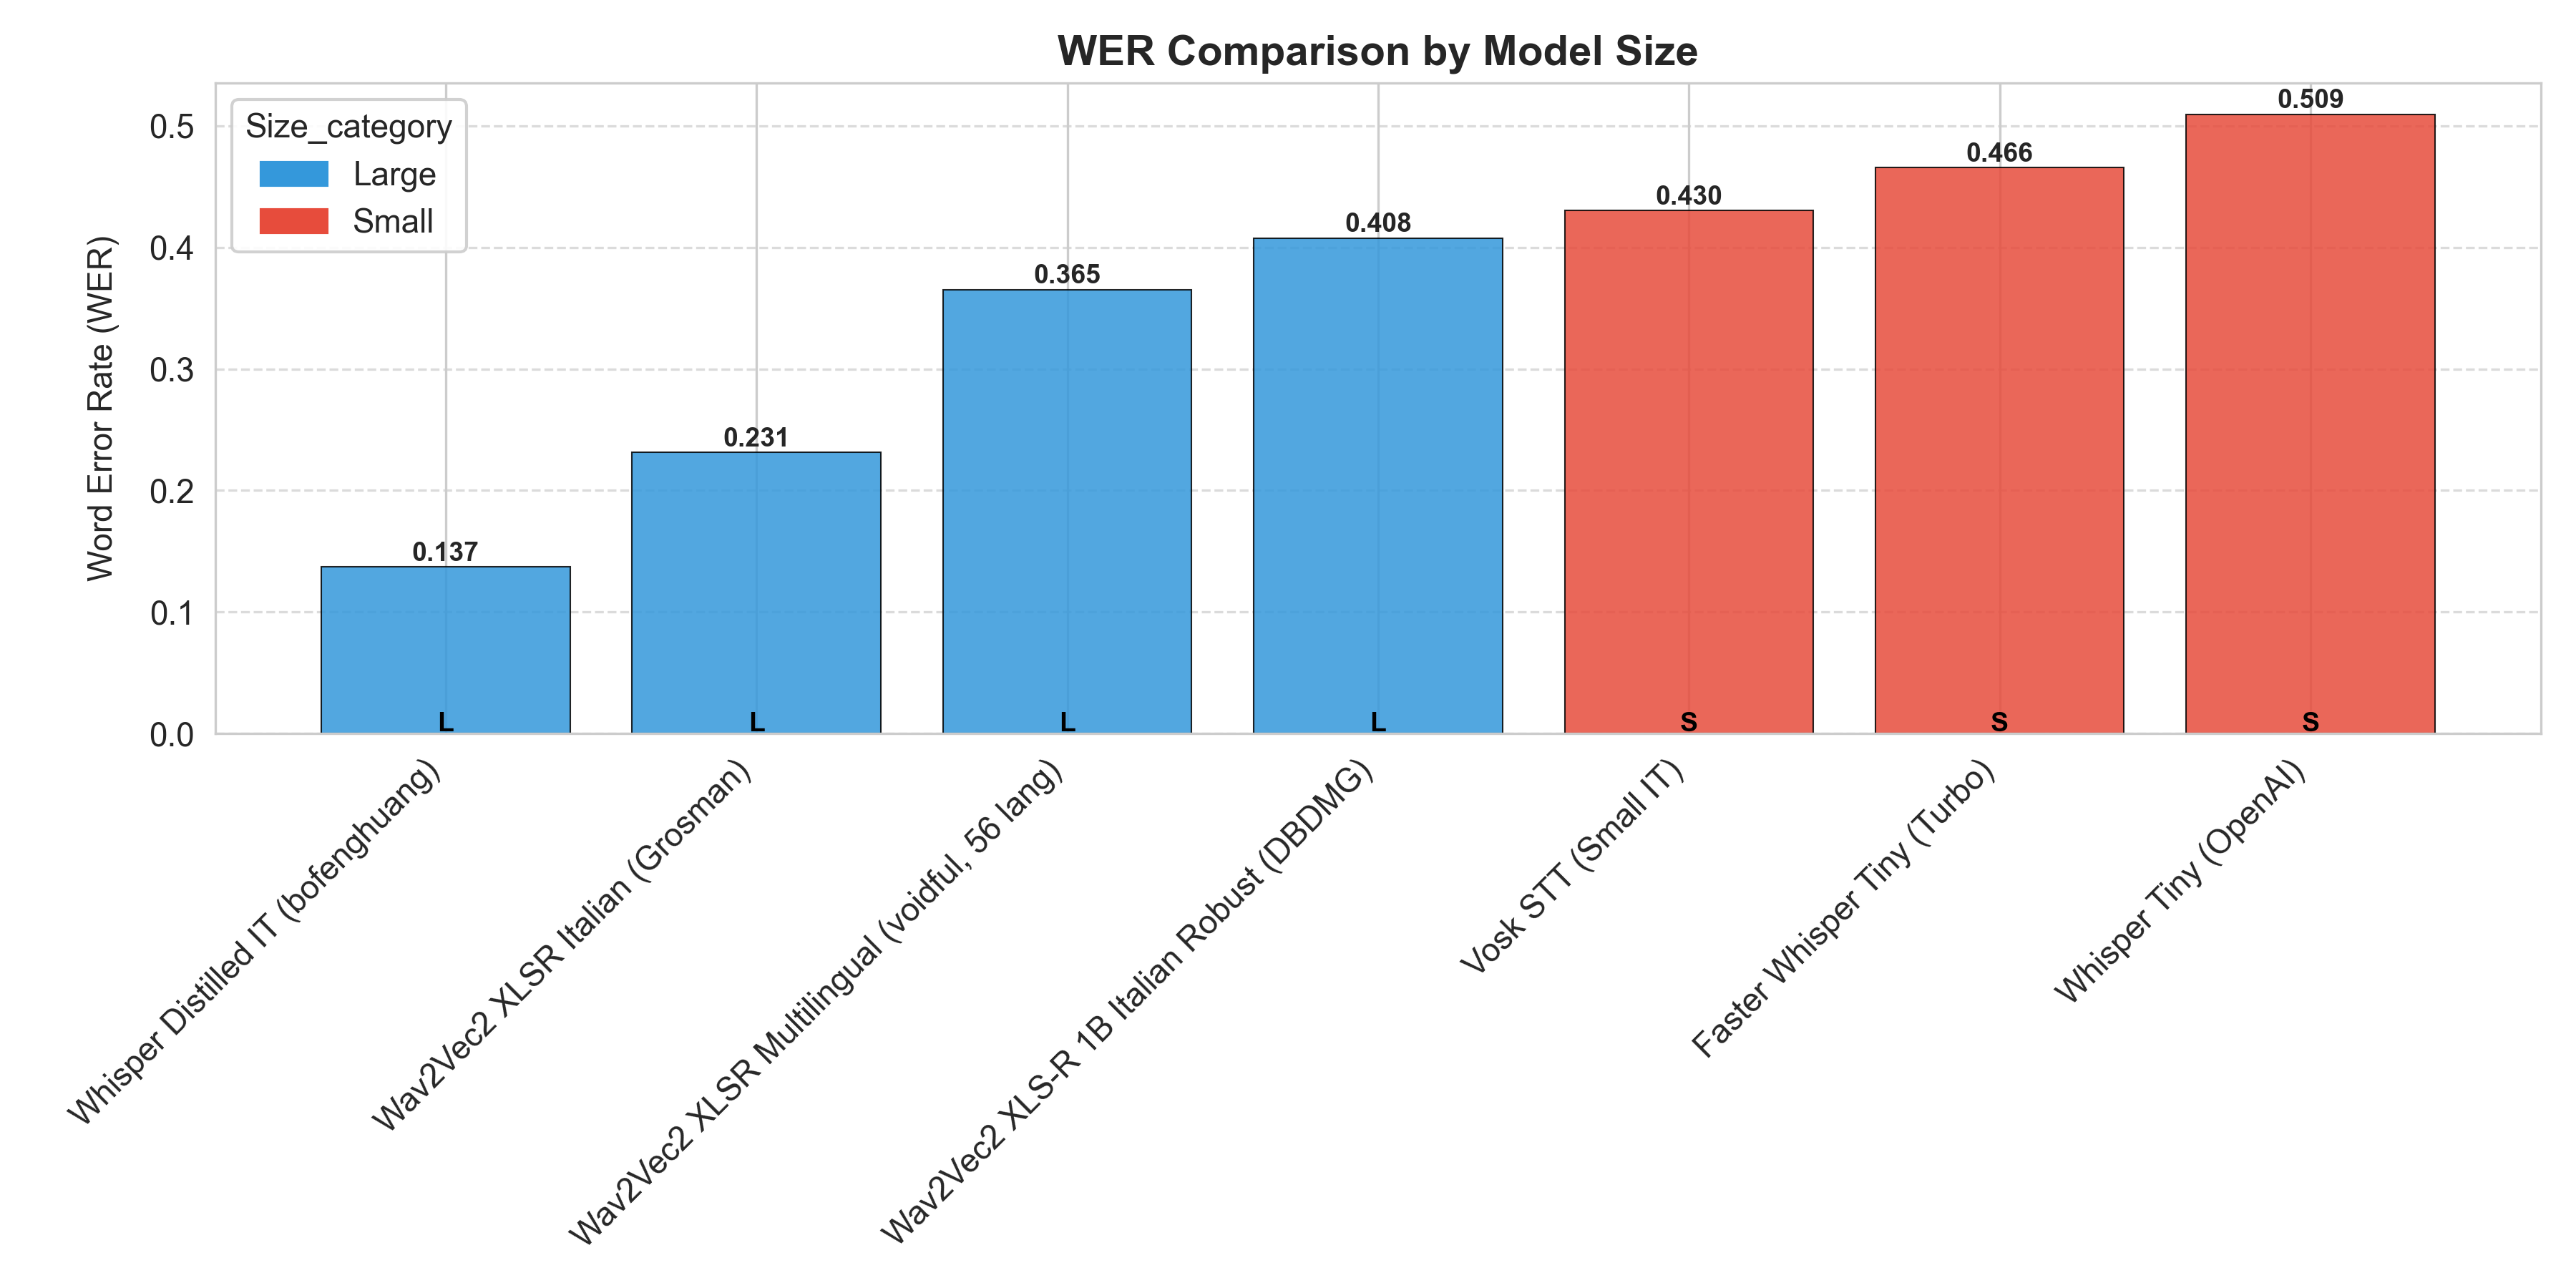 WER Comparison by Model Size
Size_category
Large
Small
Word Error Rate (WER)
0.5
0.4
0.3
0.2
0.1
0.0
0.137
0.231
0.365
0.408
0.430
0.466
0.509
L
L
L
L
S
S
S
Whisper Distilled IT (bofenghuang)
Wav2Vec2 XLSR Italian (Grosman)
Wav2Vec2 XLSR Multilingual (voidful, 56 lang)
Wav2Vec2 XLS-R 1B Italian Robust (DBDMG)
Vosk STT (Small IT)
Faster Whisper Tiny (Turbo)
Whisper Tiny (OpenAI)